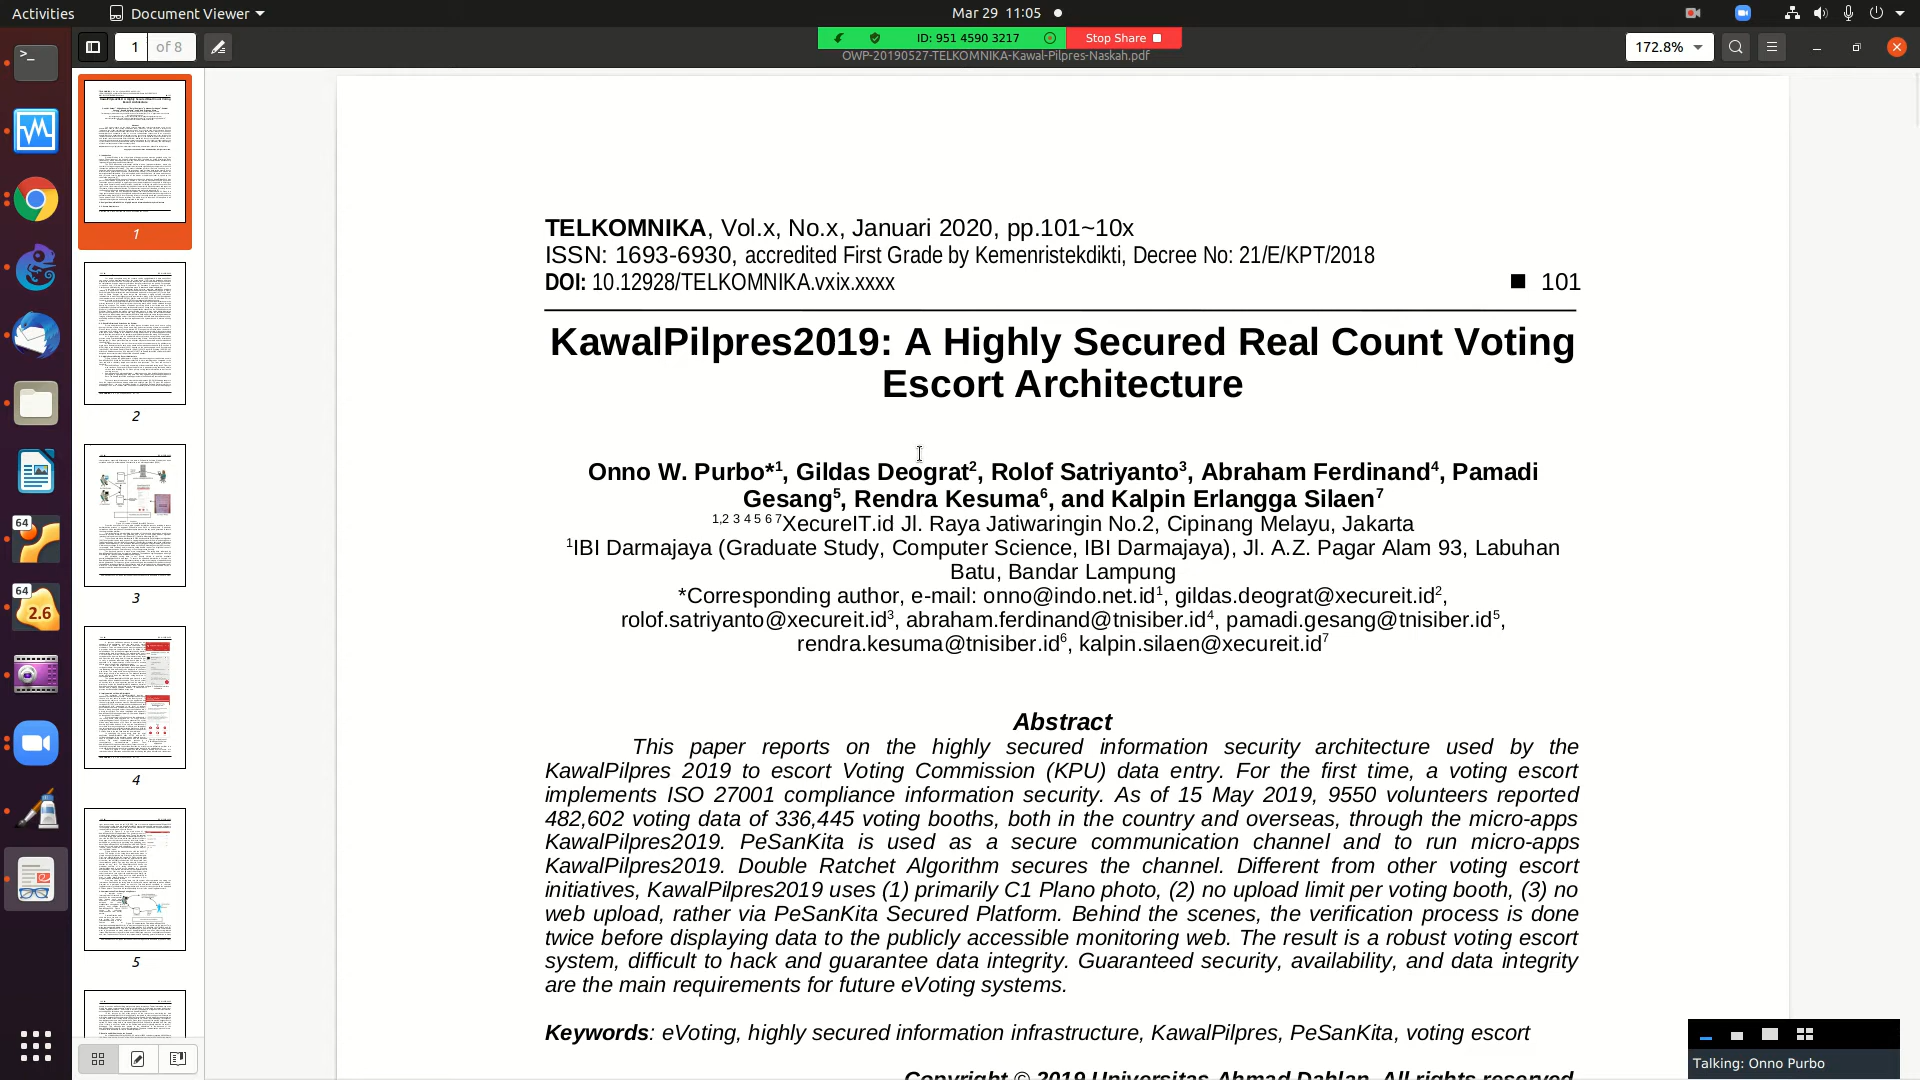 Activities
Document Viewer
Mar 29 11:05
1 of 8
ID: 951 4590 3217
Stop Share
OWP-20190527-TELKOMNIKA-Kawal-Pilpres-Naskah.pdf
172.8%
1
2
3
4
5
64
64
2.6
TELKOMNIKA, Vol.x, No.x, Januari 2020, pp.101~10x
ISSN: 1693-6930, accredited First Grade by Kemenristekdikti, Decree No: 21/E/KPT/2018
DOI: 10.12928/TELKOMNIKA.vxix.xxxx ■ 101
KawalPilpres2019: A Highly Secured Real Count Voting
Escort Architecture
Onno W. Purbo*1, Gildas Deograt2, Rolof Satriyanto3, Abraham Ferdinand4, Pamadi
Gesang5, Rendra Kesuma6, and Kalpin Erlangga Silaen7
1,2 3 4 5 6 7XecureIT.id Jl. Raya Jatiwaringin No.2, Cipinang Melayu, Jakarta
1IBI Darmajaya (Graduate Study, Computer Science, IBI Darmajaya), Jl. A.Z. Pagar Alam 93, Labuhan
Batu, Bandar Lampung
*Corresponding author, e-mail: onno@indo.net.id1, gildas.deograt@xecureit.id2,
rolof.satriyanto@xecureit.id3, abraham.ferdinand@tnisiber.id4, pamadi.gesang@tnisiber.id5,
rendra.kesuma@tnisiber.id6, kalpin.silaen@xecureit.id7
Abstract
This paper reports on the highly secured information security architecture used by the
KawalPilpres 2019 to escort Voting Commission (KPU) data entry. For the first time, a voting escort
implements ISO 27001 compliance information security. As of 15 May 2019, 9550 volunteers reported
482,602 voting data of 336,445 voting booths, both in the country and overseas, through the micro-apps
KawalPilpres2019. PeSanKita is used as a secure communication channel and to run micro-apps
KawalPilpres2019. Double Ratchet Algorithm secures the channel. Different from other voting escort
initiatives, KawalPilpres2019 uses (1) primarily C1 Plano photo, (2) no upload limit per voting booth, (3) no
web upload, rather via PeSanKita Secured Platform. Behind the scenes, the verification process is done
twice before displaying data to the publicly accessible monitoring web. The result is a robust voting escort
system, difficult to hack and guarantee data integrity. Guaranteed security, availability, and data integrity
are the main requirements for future eVoting systems.
Keywords: eVoting, highly secured information infrastructure, KawalPilpres, PeSanKita, voting escort
Copyright © 2019 Universitas Ahmad Dahlan. All rights reserved.
Talking: Onno Purbo